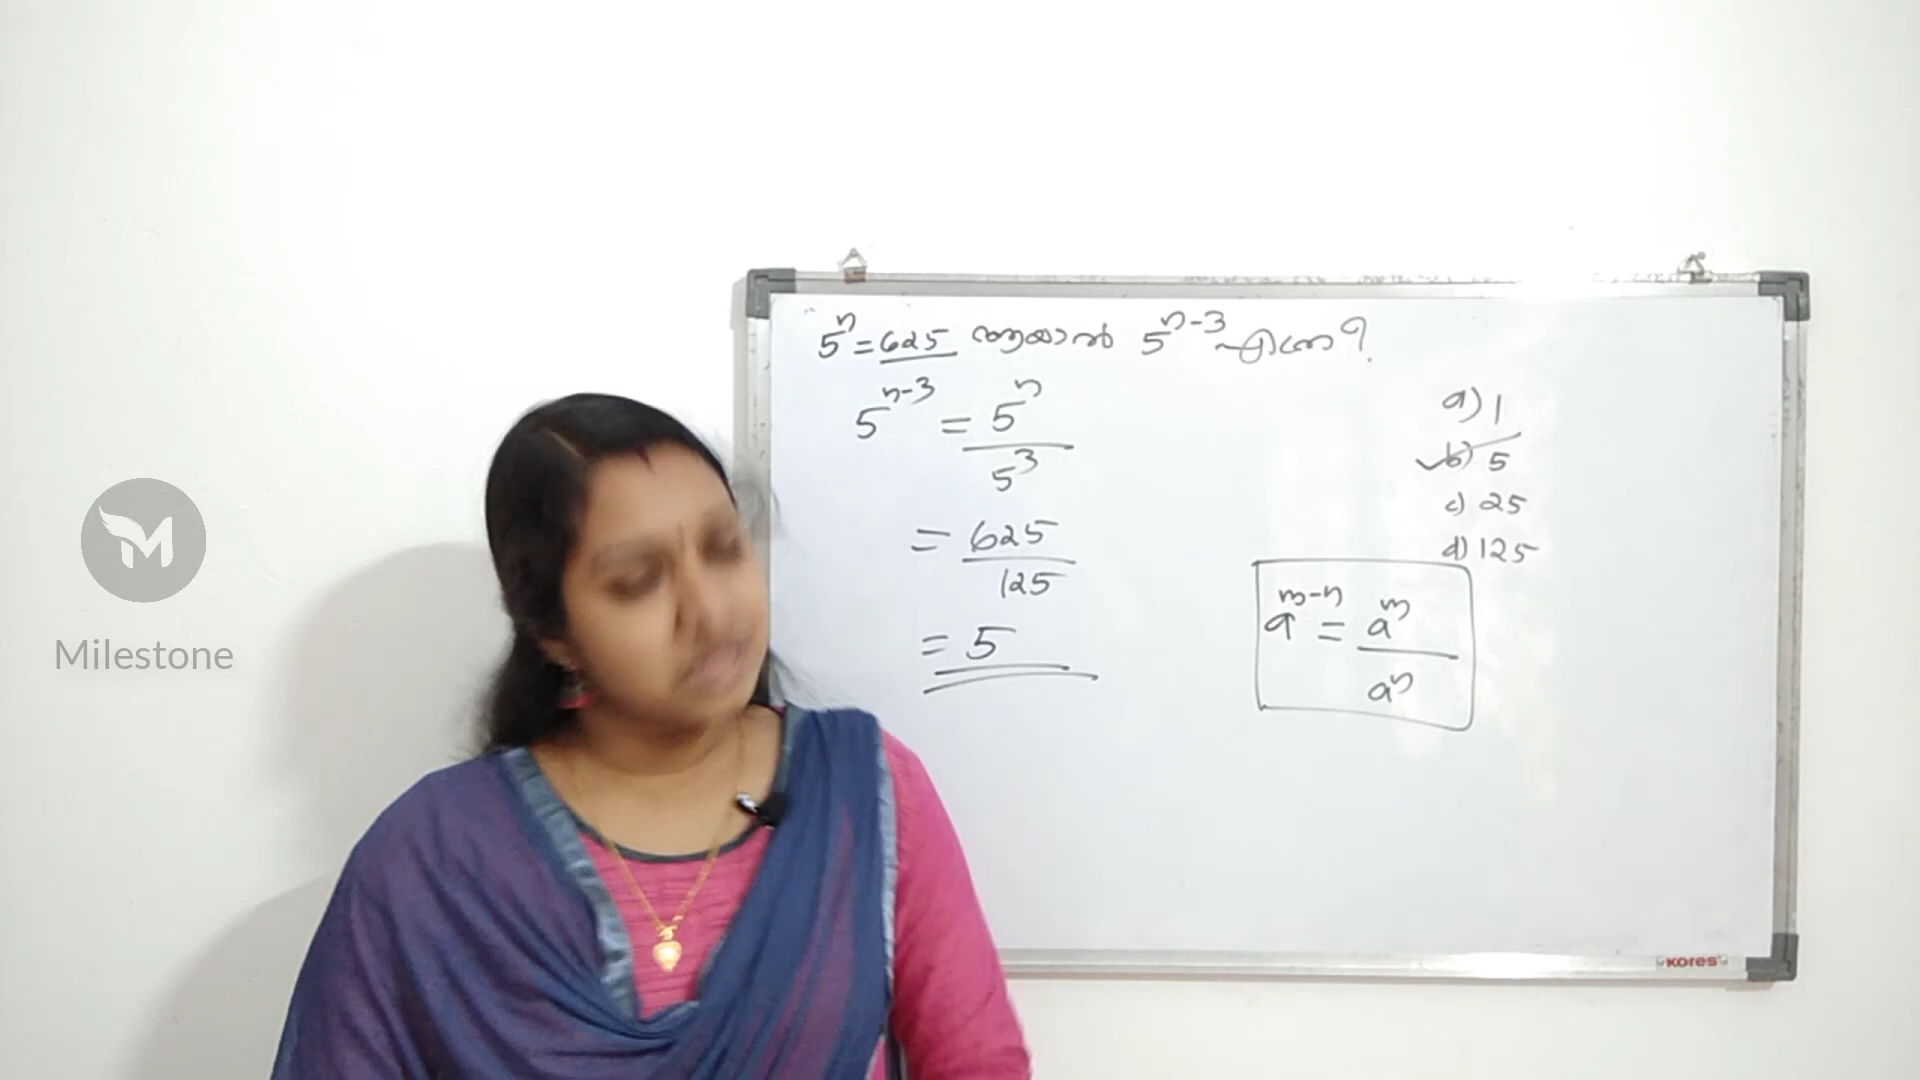 5ⁿ = 625 ആയാൽ 5ⁿ⁻³ എത്ര?
5ⁿ⁻³ = 5ⁿ / 5³
= 625 / 125
= 5
a) 1
b) 5
c) 25
d) 125
aᵐ⁻ⁿ = aᵐ / aⁿ
Milestone
KORES